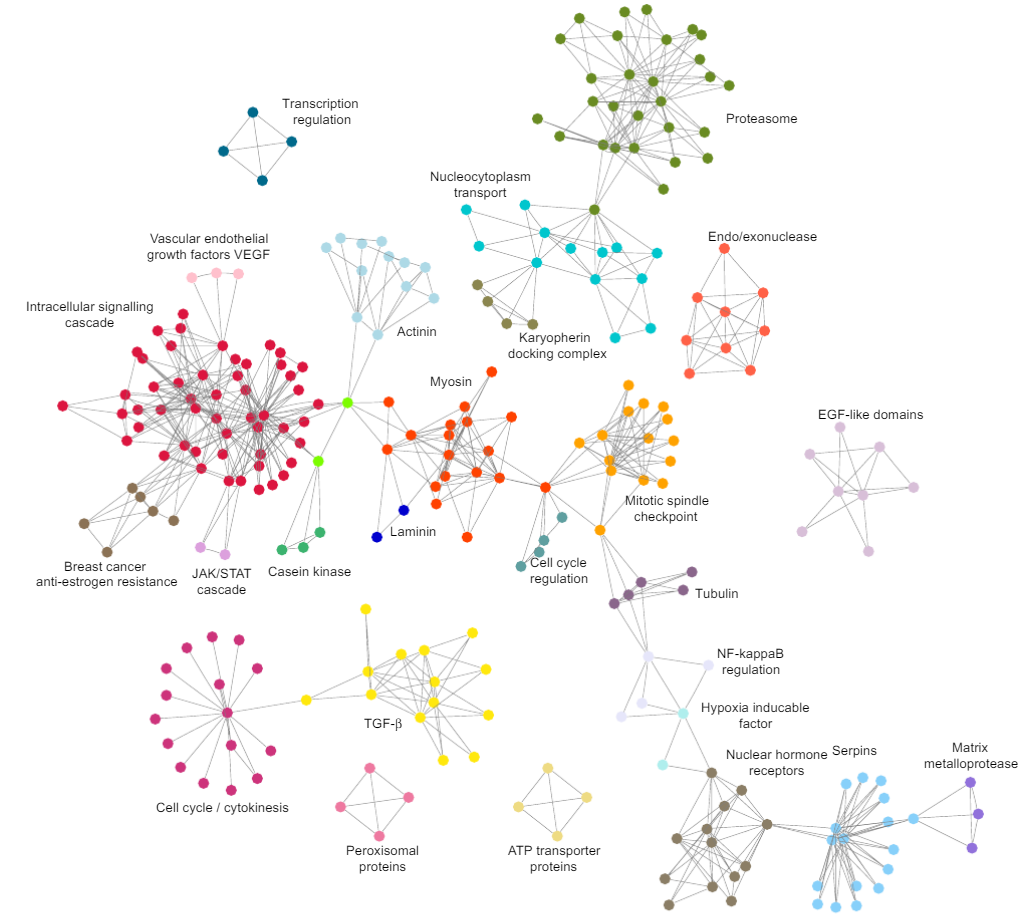 Transcription
regulation
Proteasome
Nucleocytoplasm
transport
Vascular endothelial
growth factors VEGF
Endo/exonuclease
Intracellular signalling
cascade
Actinin
Karyopherin
docking complex
Myosin
EGF-like domains
Mitotic spindle
checkpoint
Laminin
Breast cancer
anti-estrogen resistance
JAK/STAT
cascade
Casein kinase
Cell cycle
regulation
Tubulin
NF-kappaB
regulation
TGF-β
Hypoxia inducable
factor
Nuclear hormone
receptors
Serpins
Matrix
metalloprotease
Cell cycle / cytokinesis
Peroxisomal
proteins
ATP transporter
proteins